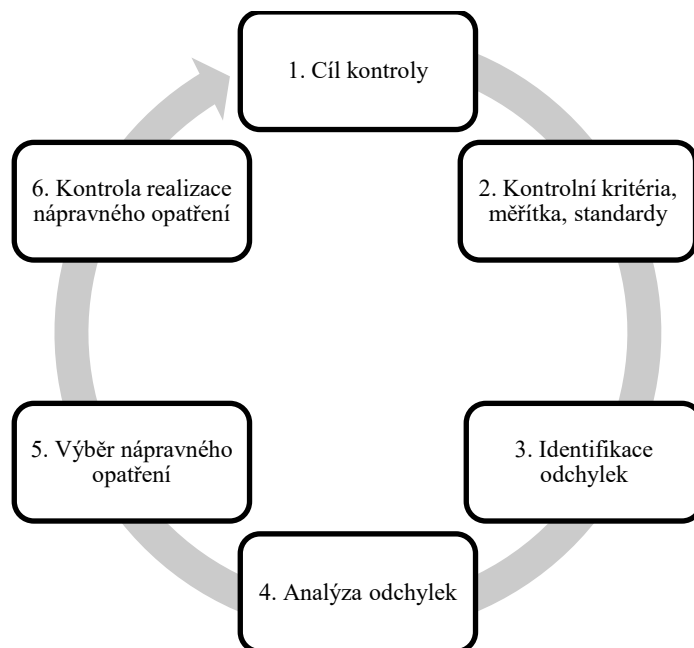 1. Cíl kontroly
2. Kontrolní kritéria,
měřítka, standardy
3. Identifikace
odchylek
4. Analýza odchylek
5. Výběr nápravného
opatření
6. Kontrola realizace
nápravného opatření